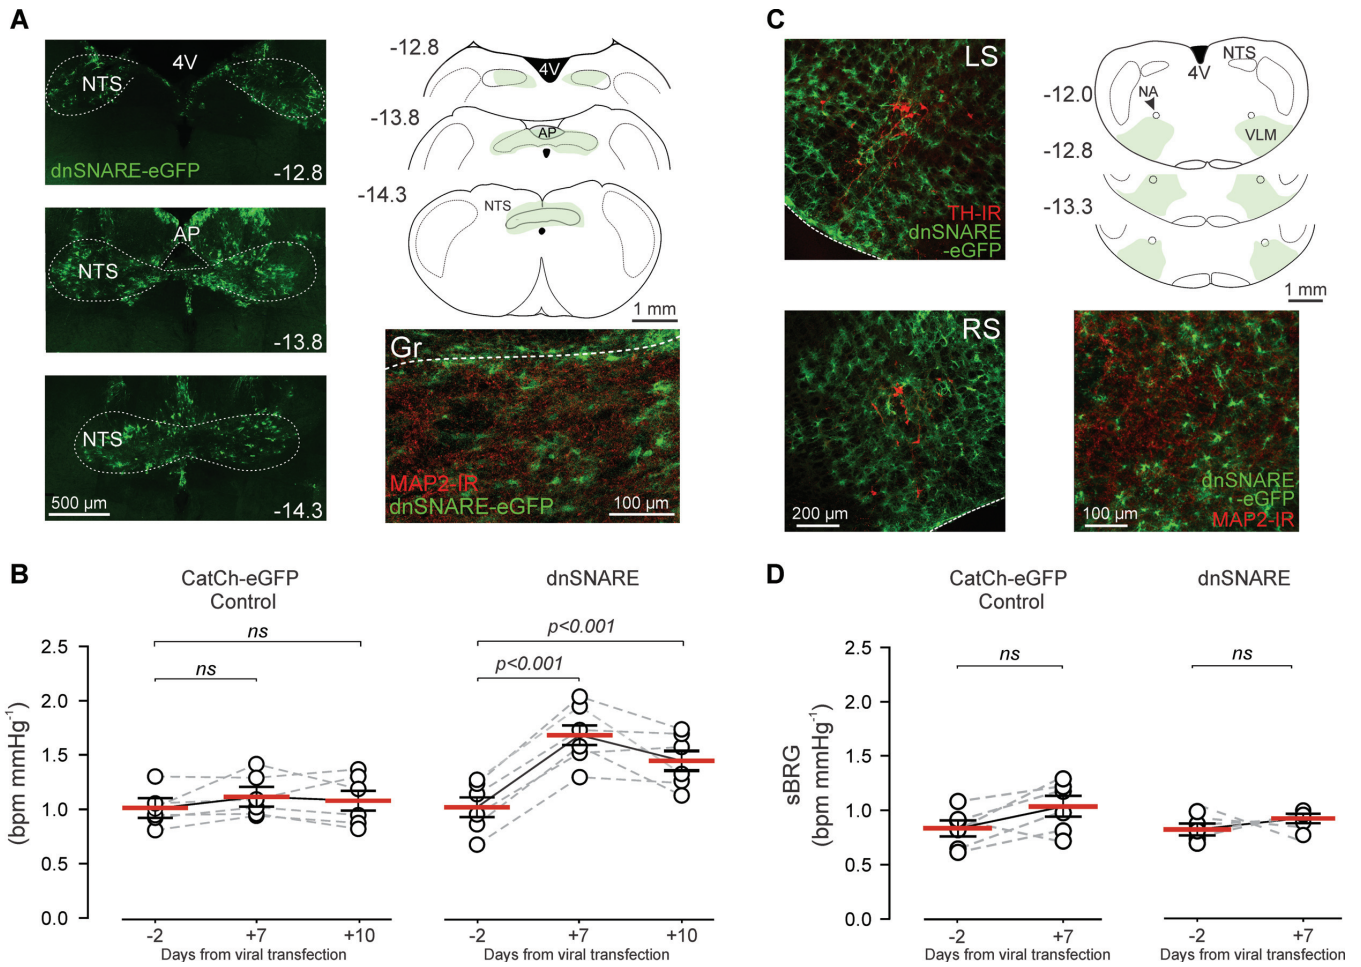 A
4V
NTS
dnSNARE-eGFP
-12.8
AP
NTS
-13.8
NTS
500 µm
-14.3
-12.8
4V
-13.8
AP
-14.3
NTS
1 mm
Gr
MAP2-IR
dnSNARE-eGFP
100 µm
C
LS
TH-IR
dnSNARE
-eGFP
RS
200 µm
NTS
4V
-12.0
NA
VLM
-12.8
-13.3
1 mm
dnSNARE
-eGFP
100 µm
MAP2-IR
B
CatCh-eGFP
Control
dnSNARE
ns
ns
p<0.001
p<0.001
(bpm mmHg-1)
2.5
2.0
1.5
1.0
0.5
0.0
-2
+7
+10
Days from viral transfection
-2
+7
+10
Days from viral transfection
D
CatCh-eGFP
Control
dnSNARE
ns
ns
sBRG
(bpm mmHg-1)
2.5
2.0
1.5
1.0
0.5
0.0
-2
+7
Days from viral transfection
-2
+7
Days from viral transfection